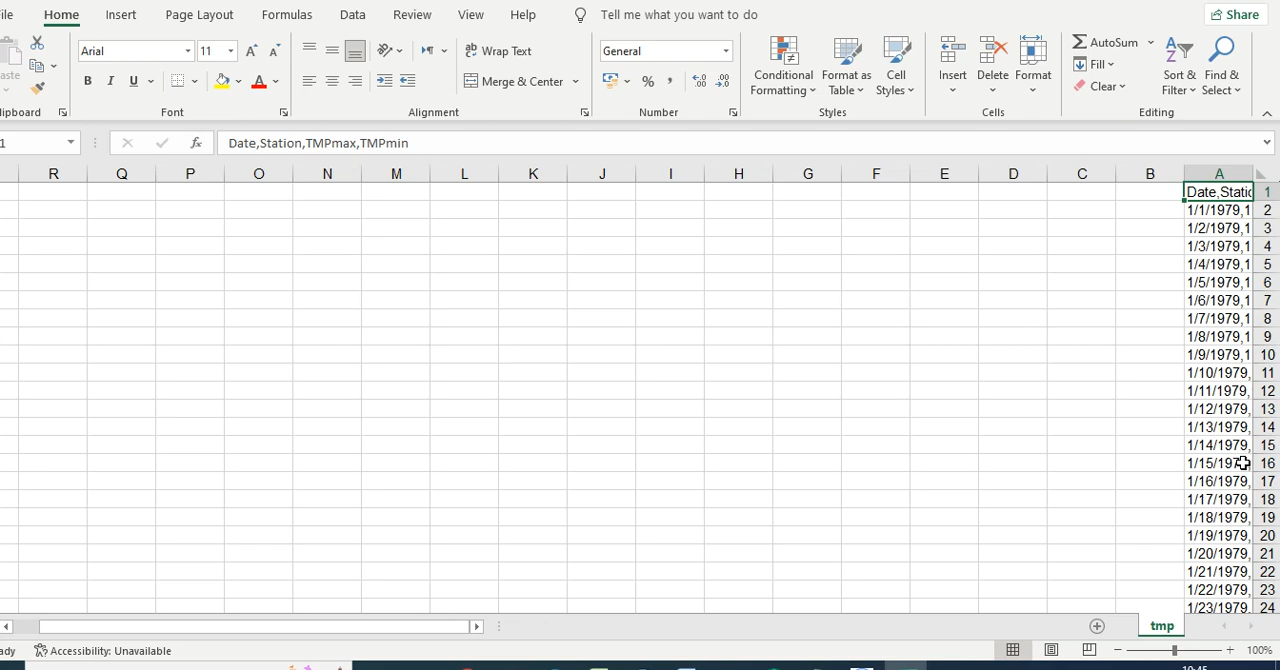 Home Insert Page Layout Formulas Data Review View Help Tell me what you want to do Share
Arial 11 Wrap Text General AutoSum
B I U Merge & Center % Conditional Formatting Format as Table Cell Styles Insert Delete Format Fill Clear Sort & Filter Find & Select
Font Alignment Number Styles Cells Editing
fx Date,Station,TMPmax,TMPmin
R Q P O N M L K J I H G F E D C B A
Date,Static 1
1/1/1979,1 2
1/2/1979,1 3
1/3/1979,1 4
1/4/1979,1 5
1/5/1979,1 6
1/6/1979,1 7
1/7/1979,1 8
1/8/1979,1 9
1/9/1979,1 10
1/10/1979, 11
1/11/1979, 12
1/12/1979, 13
1/13/1979, 14
1/14/1979, 15
1/15/197 16
1/16/1979, 17
1/17/1979, 18
1/18/1979, 19
1/19/1979, 20
1/20/1979, 21
1/21/1979, 22
1/22/1979, 23
1/23/1979, 24
tmp
Accessibility: Unavailable 100%